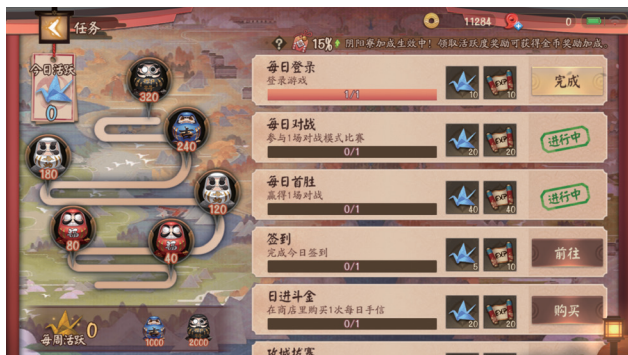 任务
11284
0
15% 阴阳寮加成生效中！领取活跃度奖励可获得金币奖励加成.
今日活跃
0
320
240
180
120
80
40
每周活跃 0
1000
2000
每日登录
登录游戏
1/1
10
EXP 10
完成
每日对战
参与1场对战模式比赛
0/1
20
EXP 20
进行中
每日首胜
赢得1场对战
0/1
40
EXP 40
进行中
签到
完成今日签到
0/1
5
EXP 10
前往
日进斗金
在商店里购买1次每日手信
0/1
20
EXP 20
购买